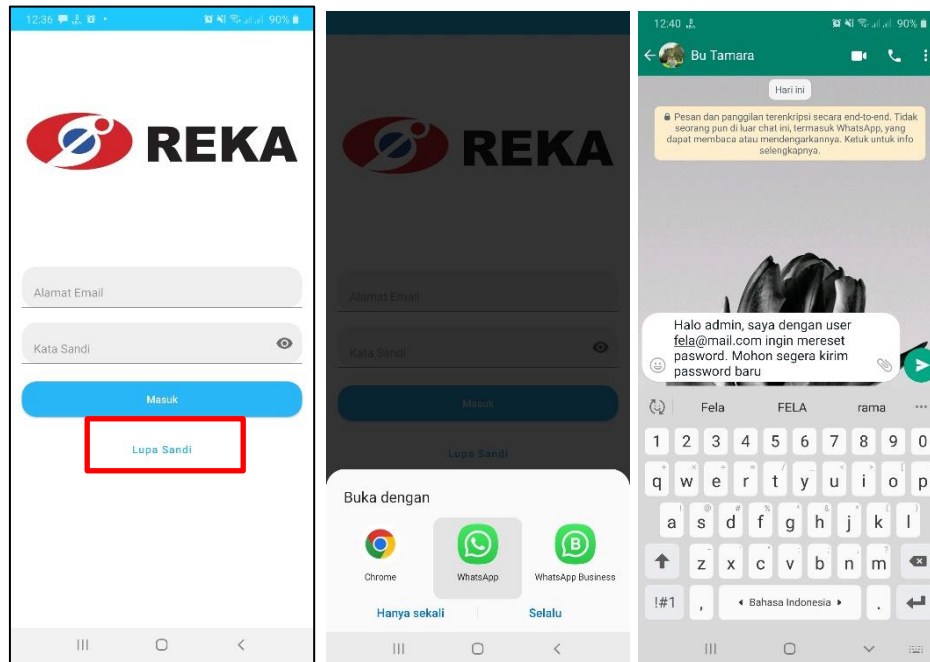 12:36
90%
REKA
Alamat Email
Kata Sandi
Masuk
Lupa Sandi
REKA
Alamat Email
Kata Sandi
Masuk
Lupa Sandi
Buka dengan
Chrome
WhatsApp
WhatsApp Business
Hanya sekali
Selalu
12:40
90%
Bu Tamara
Hari ini
Pesan dan panggilan terenkripsi secara end-to-end. Tidak
seorang pun di luar chat ini, termasuk WhatsApp, yang
dapat membaca atau mendengarkannya. Ketuk untuk info
selengkapnya.
Halo admin, saya dengan user
fela@mail.com ingin mereset
pasword. Mohon segera kirim
password baru
Fela FELA rama
1 2 3 4 5 6 7 8 9 0
q w e r t y u i o p
a s d f g h j k l
z x c v b n m
!#1 , Bahasa Indonesia .